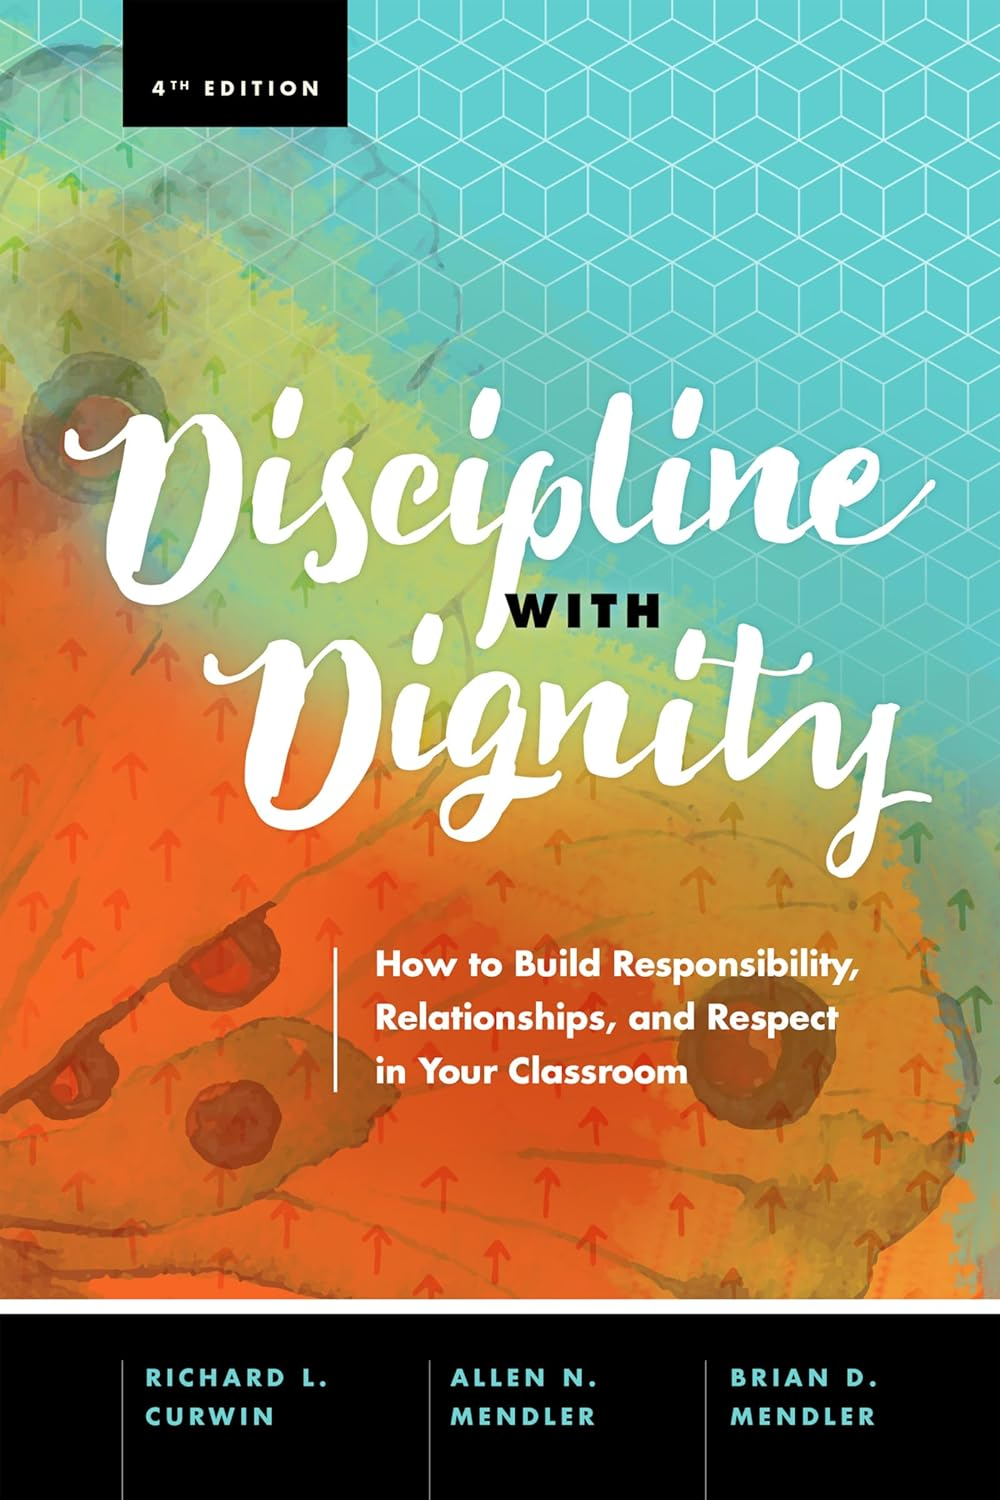 4TH EDITION
Discipline
WITH
Dignity
How to Build Responsibility,
Relationships, and Respect
in Your Classroom
RICHARD L.
CURWIN
ALLEN N.
MENDLER
BRIAN D.
MENDLER